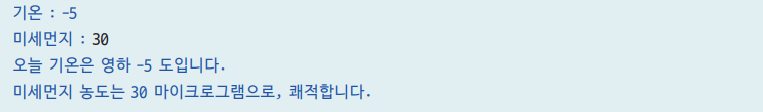 기온 : -5
미세먼지 : 30
오늘 기온은 영하 -5 도입니다.
미세먼지 농도는 30 마이크로그램으로, 쾌적합니다.